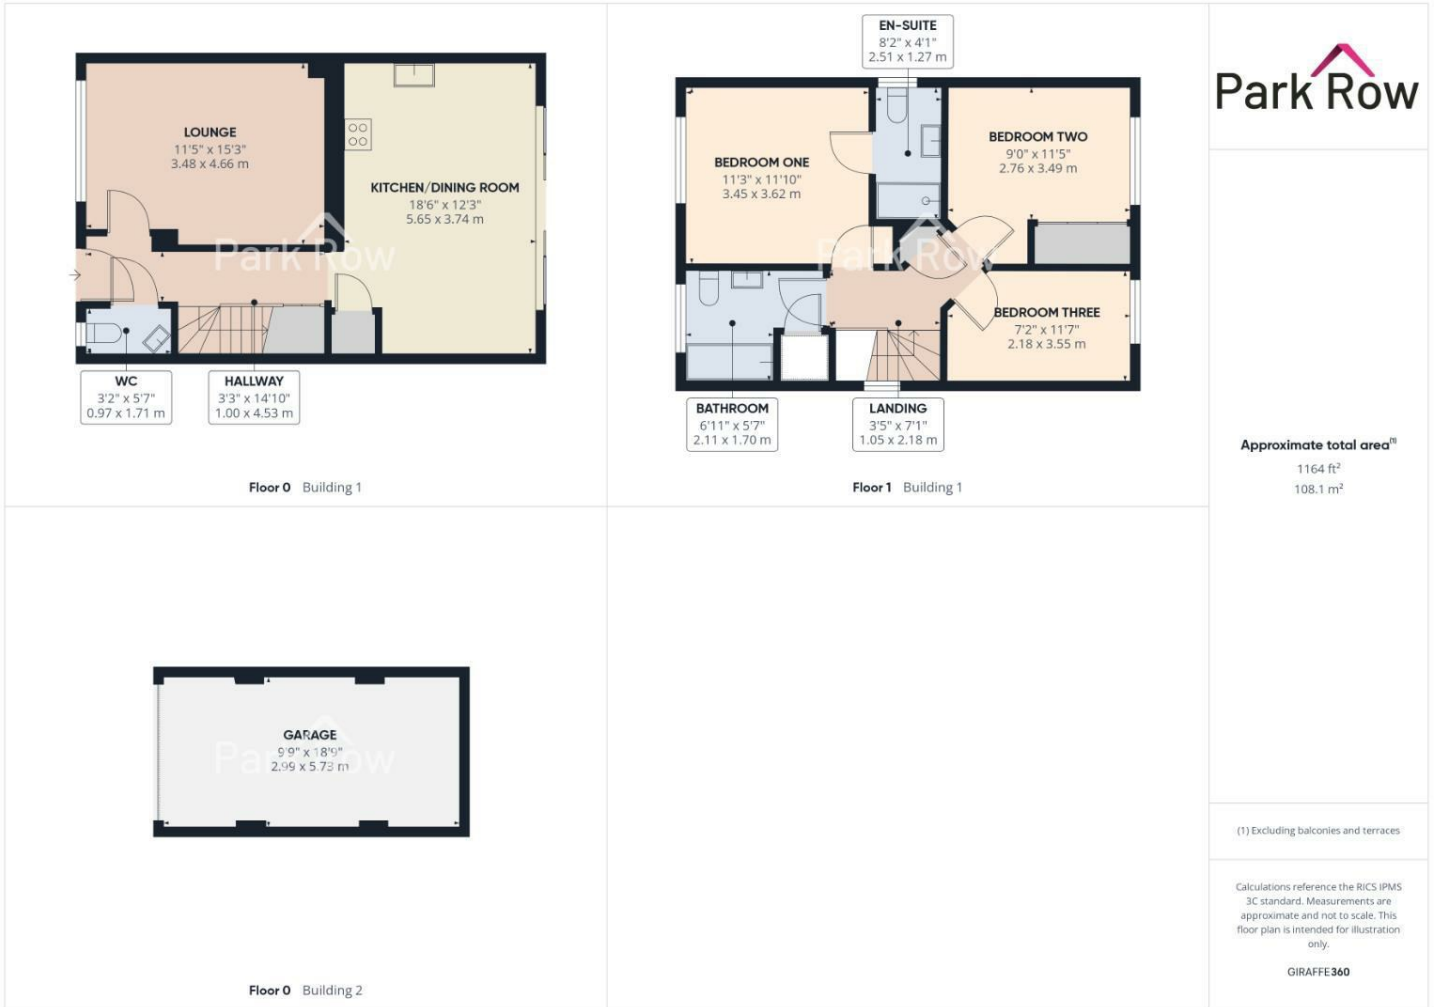 LOUNGE
11'5" x 15'3"
3.48 x 4.66 m
KITCHEN/DINING ROOM
18'6" x 12'3"
5.65 x 3.74 m
Park Row
WC
3'2" x 5'7"
0.97 x 1.71 m
HALLWAY
3'3" x 14'10"
1.00 x 4.53 m
Floor 0 Building 1
EN-SUITE
8'2" x 4'1"
2.51 x 1.27 m
BEDROOM ONE
11'3" x 11'10"
3.45 x 3.62 m
BEDROOM TWO
9'0" x 11'5"
2.76 x 3.49 m
Park Row
BEDROOM THREE
7'2" x 11'7"
2.18 x 3.55 m
BATHROOM
6'11" x 5'7"
2.11 x 1.70 m
LANDING
3'5" x 7'1"
1.05 x 2.18 m
Floor 1 Building 1
GARAGE
9'9" x 18'9"
2.99 x 5.73 m
Park Row
Floor 0 Building 2
Park Row
Approximate total area(1)
1164 ft²
108.1 m²
(1) Excluding balconies and terraces
Calculations reference the RICS IPMS
3C standard. Measurements are
approximate and not to scale. This
floor plan is intended for illustration
only.
GIRAFFE360